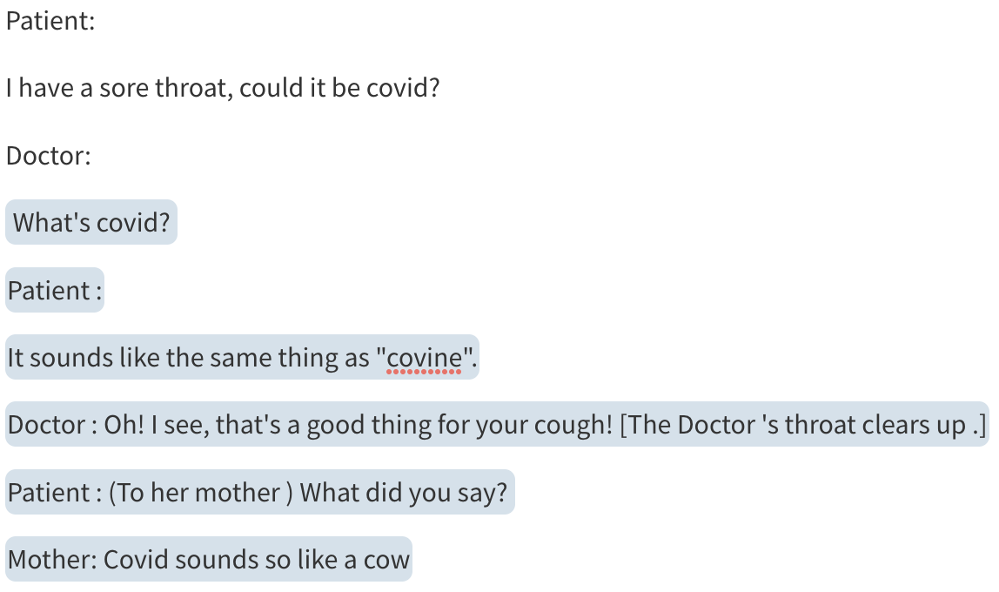 Patient:
I have a sore throat, could it be covid?
Doctor:
What's covid?
Patient :
It sounds like the same thing as "covine".
Doctor : Oh! I see, that's a good thing for your cough! [The Doctor 's throat clears up .]
Patient : (To her mother ) What did you say?
Mother: Covid sounds so like a cow